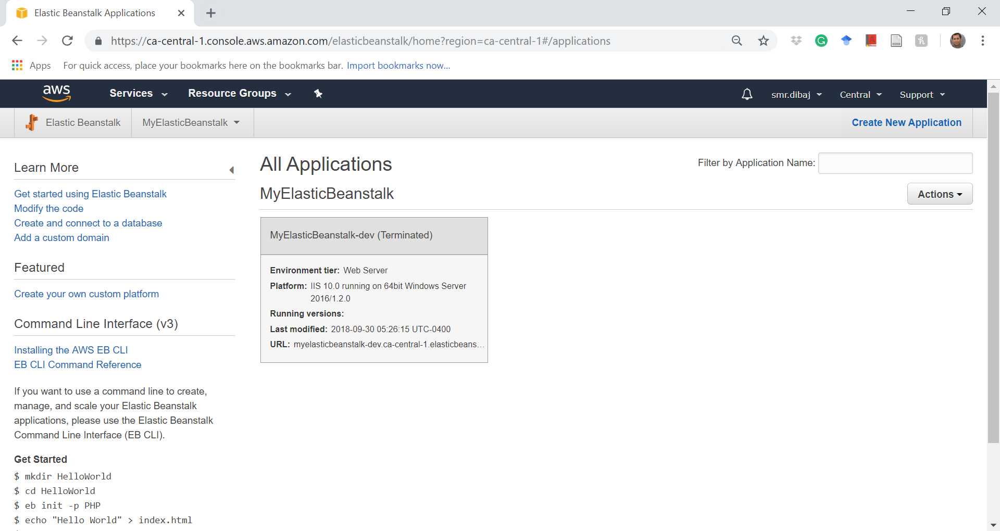 Elastic Beanstalk Applications
https://ca-central-1.console.aws.amazon.com/elasticbeanstalk/home?region=ca-central-1#/applications
Apps For quick access, place your bookmarks here on the bookmarks bar. Import bookmarks now...
aws Services Resource Groups smr.dibaj Central Support
Elastic Beanstalk MyElasticBeanstalk Create New Application
Learn More
Get started using Elastic Beanstalk
Modify the code
Create and connect to a database
Add a custom domain
Featured
Create your own custom platform
Command Line Interface (v3)
Installing the AWS EB CLI
EB CLI Command Reference
If you want to use a command line to create,
manage, and scale your Elastic Beanstalk
applications, please use the Elastic Beanstalk
Command Line Interface (EB CLI).
Get Started
$ mkdir HelloWorld
$ cd HelloWorld
$ eb init -p PHP
$ echo "Hello World" > index.html
All Applications
Filter by Application Name:
MyElasticBeanstalk
Actions
MyElasticBeanstalk-dev (Terminated)
Environment tier: Web Server
Platform: IIS 10.0 running on 64bit Windows Server
2016/1.2.0
Running versions:
Last modified: 2018-09-30 05:26:15 UTC-0400
URL: myelasticbeanstalk-dev.ca-central-1.elasticbeans...